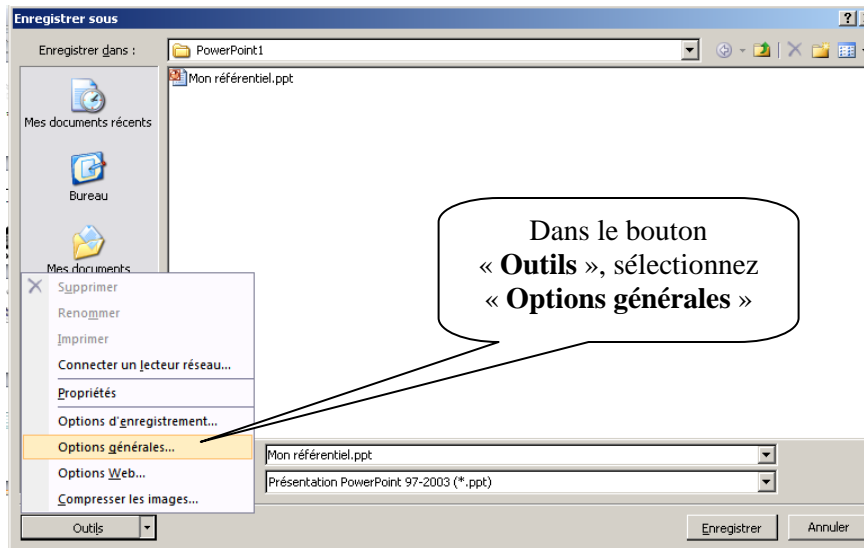 Enregistrer sous
Enregistrer dans :
PowerPoint1
Mon référentiel.ppt
Mes documents récents
Bureau
Mes documents
Dans le bouton
« Outils », sélectionnez
« Options générales »
Supprimer
Renommer
Imprimer
Connecter un lecteur réseau...
Propriétés
Options d'enregistrement...
Options générales...
Options Web...
Compresser les images...
Mon référentiel.ppt
Présentation PowerPoint 97-2003 (*.ppt)
Outils
Enregistrer
Annuler